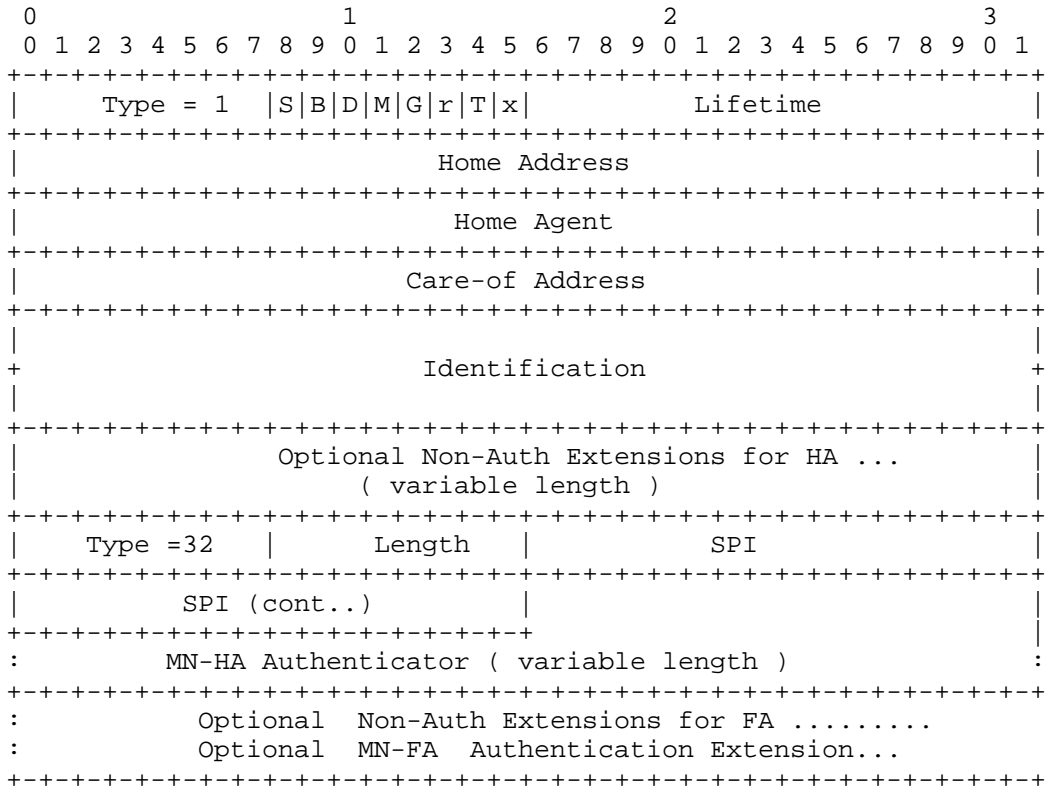 0                   1                   2                   3
 0 1 2 3 4 5 6 7 8 9 0 1 2 3 4 5 6 7 8 9 0 1 2 3 4 5 6 7 8 9 0 1
+-+-+-+-+-+-+-+-+-+-+-+-+-+-+-+-+-+-+-+-+-+-+-+-+-+-+-+-+-+-+-+-+
|     Type = 1  |S|B|D|M|G|r|T|x|          Lifetime             |
+-+-+-+-+-+-+-+-+-+-+-+-+-+-+-+-+-+-+-+-+-+-+-+-+-+-+-+-+-+-+-+-+
|                          Home Address                         |
+-+-+-+-+-+-+-+-+-+-+-+-+-+-+-+-+-+-+-+-+-+-+-+-+-+-+-+-+-+-+-+-+
|                           Home Agent                          |
+-+-+-+-+-+-+-+-+-+-+-+-+-+-+-+-+-+-+-+-+-+-+-+-+-+-+-+-+-+-+-+-+
|                        Care-of Address                        |
+-+-+-+-+-+-+-+-+-+-+-+-+-+-+-+-+-+-+-+-+-+-+-+-+-+-+-+-+-+-+-+-+
|                                                               |
+                         Identification                        +
|                                                               |
+-+-+-+-+-+-+-+-+-+-+-+-+-+-+-+-+-+-+-+-+-+-+-+-+-+-+-+-+-+-+-+-+
|                Optional Non-Auth Extensions for HA ...        |
|                     ( variable length )                       |
+-+-+-+-+-+-+-+-+-+-+-+-+-+-+-+-+-+-+-+-+-+-+-+-+-+-+-+-+-+-+-+-+
|    Type =32   |      Length   |           SPI                 |
+-+-+-+-+-+-+-+-+-+-+-+-+-+-+-+-+-+-+-+-+-+-+-+-+-+-+-+-+-+-+-+-+
|          SPI (cont..)         |                               |
+-+-+-+-+-+-+-+-+-+-+-+-+-+-+-+-+                               |
:         MN-HA Authenticator ( variable length )               :
+-+-+-+-+-+-+-+-+-+-+-+-+-+-+-+-+-+-+-+-+-+-+-+-+-+-+-+-+-+-+-+-+
:           Optional  Non-Auth Extensions for FA .........
:           Optional  MN-FA  Authentication Extension...
+-+-+-+-+-+-+-+-+-+-+-+-+-+-+-+-+-+-+-+-+-+-+-+-+-+-+-+-+-+-+-+-+